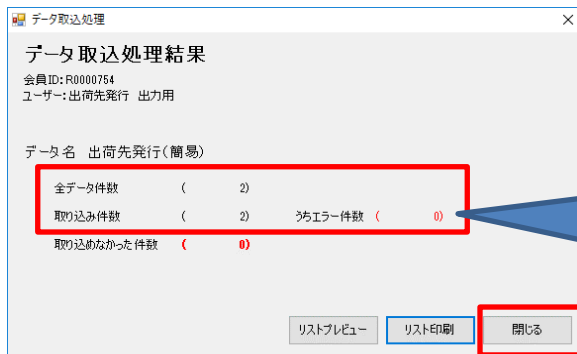 データ取込処理
データ取込処理結果
会員ID:R0000754
ユーザー:出荷先発行 出力用
データ名 出荷先発行(簡易)
全データ件数 ( 2)
取り込み件数 ( 2) うちエラー件数 ( 0)
取り込めなかった件数 ( 0)
リストプレビュー リスト印刷 閉じる